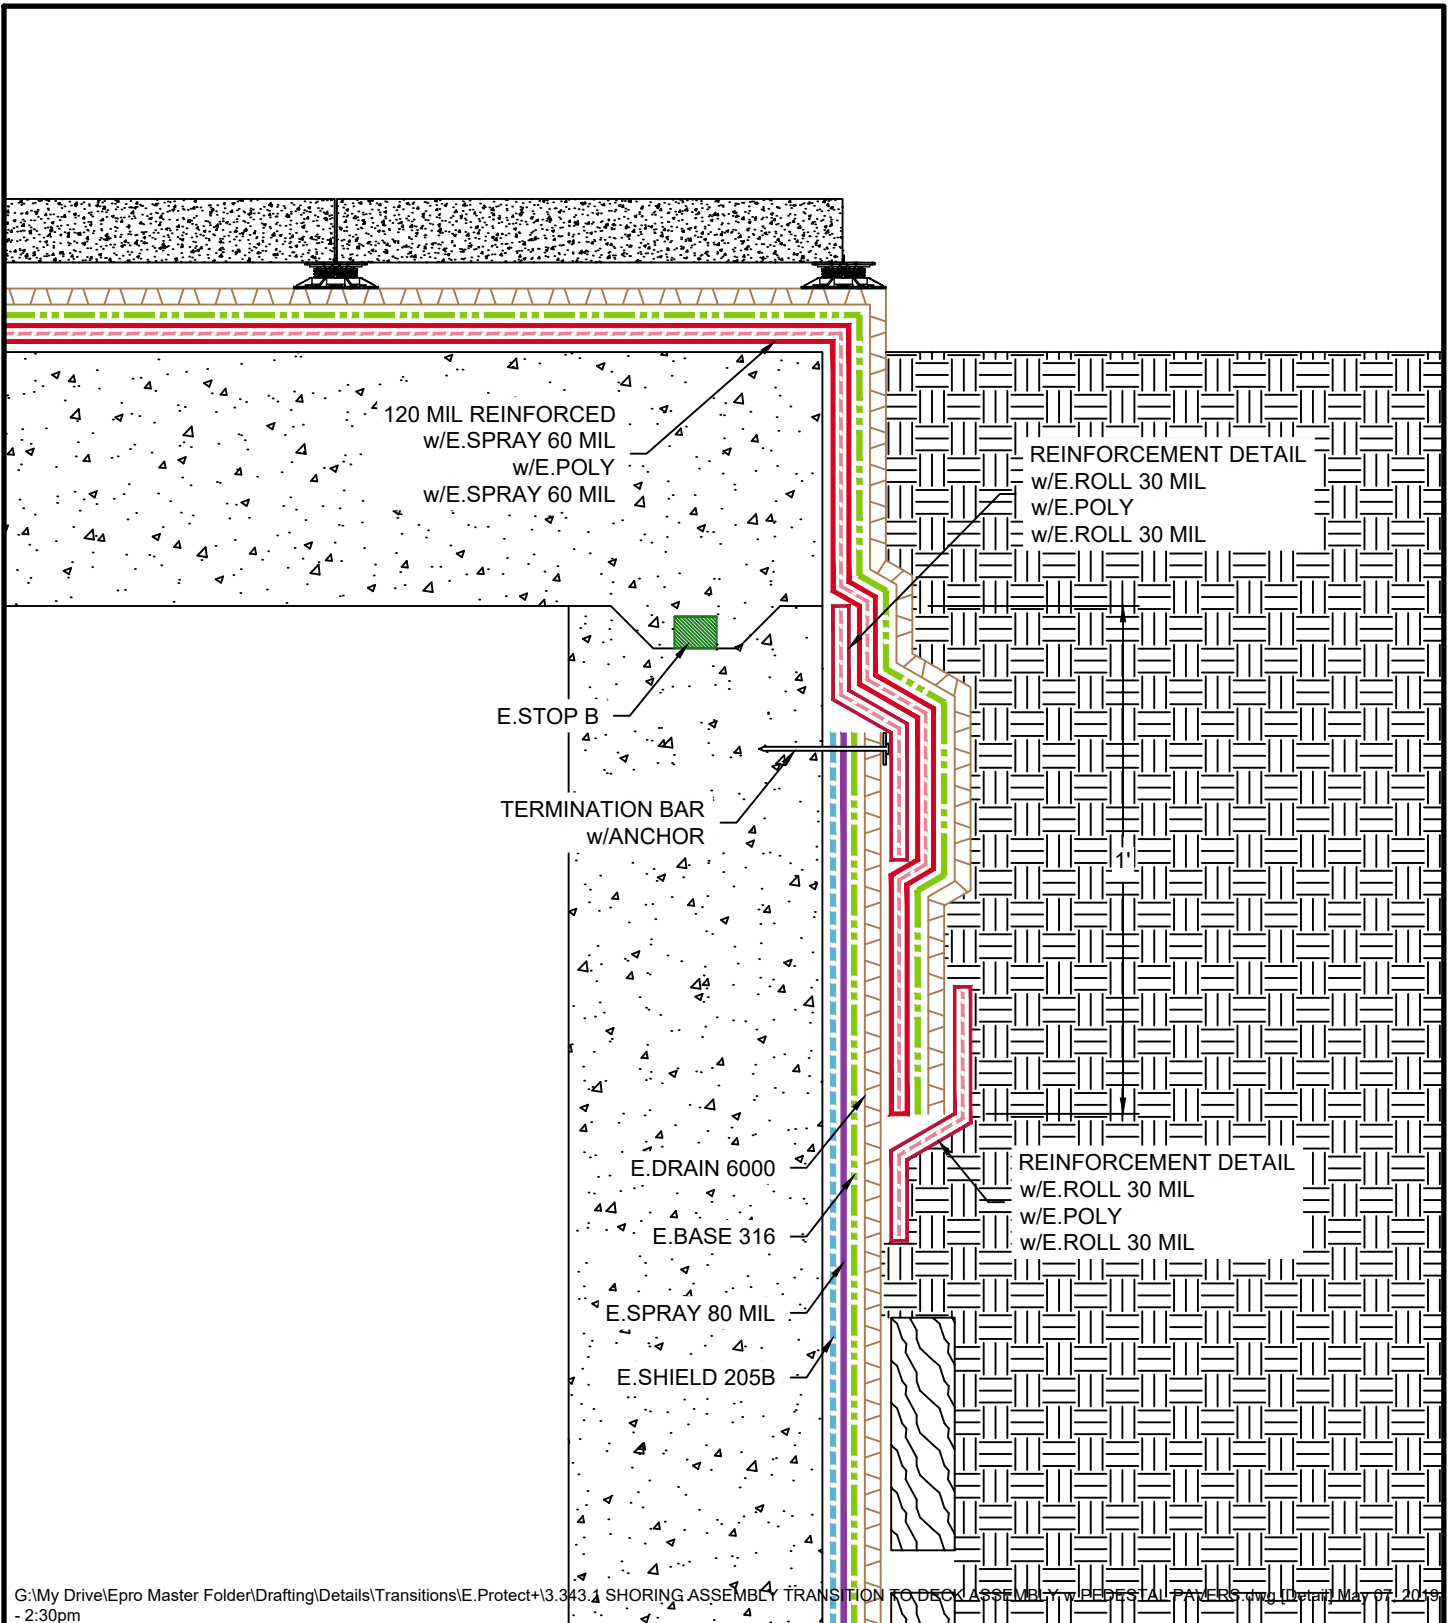 120 MIL REINFORCED
w/E.SPRAY 60 MIL
w/E.POLY
w/E.SPRAY 60 MIL
REINFORCEMENT DETAIL
w/E.ROLL 30 MIL
w/E.POLY
w/E.ROLL 30 MIL
E.STOP B
TERMINATION BAR
w/ANCHOR
1'
E.DRAIN 6000
E.BASE 316
E.SPRAY 80 MIL
E.SHIELD 205B
REINFORCEMENT DETAIL
w/E.ROLL 30 MIL
w/E.POLY
w/E.ROLL 30 MIL
G:\My Drive\Epro Master Folder\Drafting\Details\Transitions\E.Protect+\3.343.1 SHORING ASSEMBLY TRANSITION TO DECK ASSEMBLY w PEDESTAL PAVERS.dwg [Detail] May 07, 2019
- 2:30pm